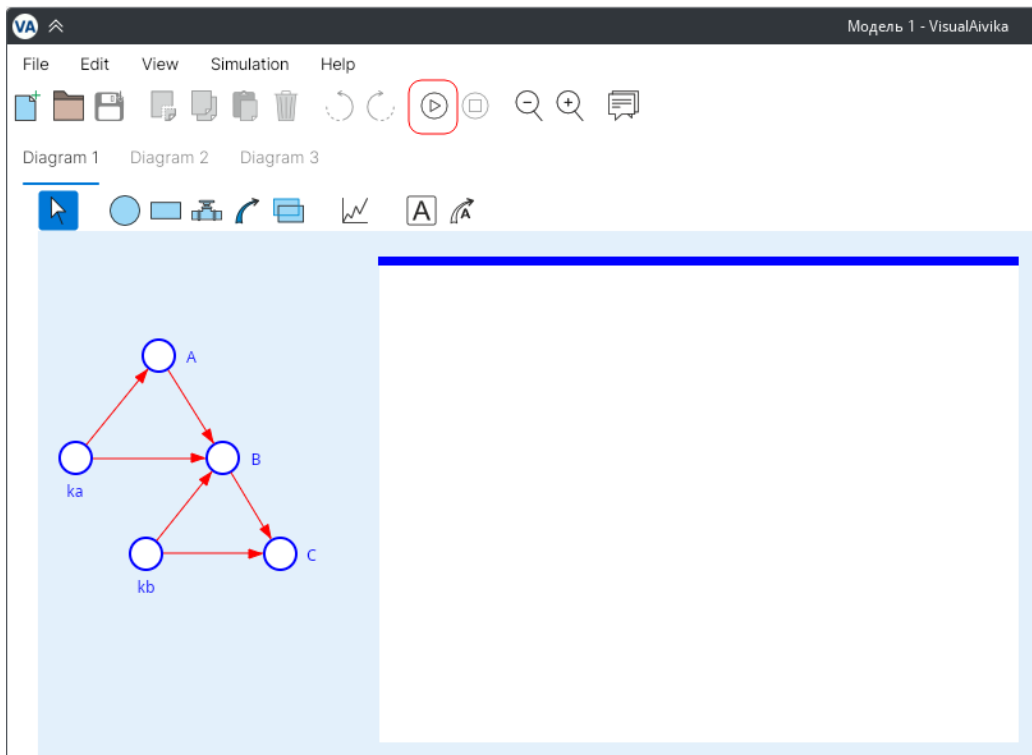 VA Модель 1 - VisualAivika
File Edit View Simulation Help
Diagram 1 Diagram 2 Diagram 3
A A
A
B
ka
C
kb